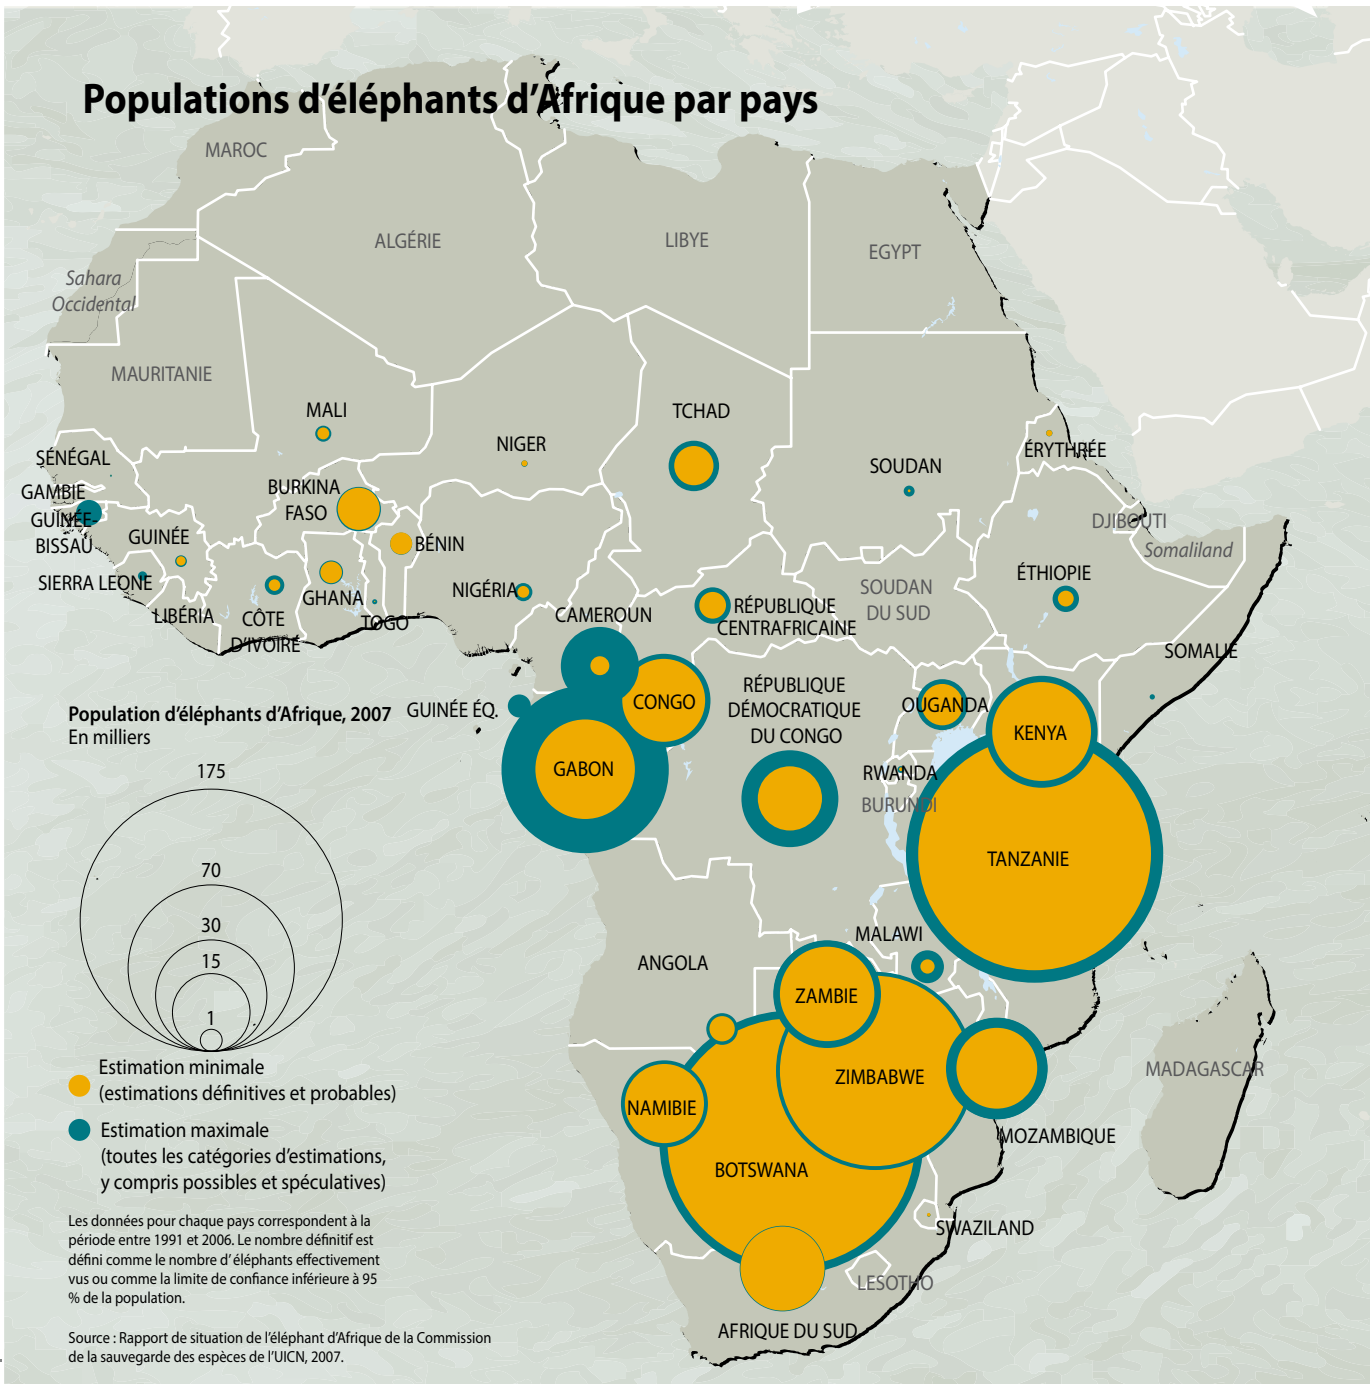 Populations d'éléphants d'Afrique par pays
MAROC
ALGÉRIE
LIBYE
EGYPT
Sahara
Occidental
MAURITANIE
MALI
NIGER
TCHAD
SOUDAN
ÉRYTHRÉE
SÉNÉGAL
GAMBIE
GUINÉE-
BISSAU
GUINÉE
BURKINA
FASO
BÉNIN
DJIBOUTI
Somaliland
SIERRA LEONE
LIBÉRIA
CÔTE
D'IVOIRE
GHANA
TOGO
NIGÉRIA
CAMEROUN
RÉPUBLIQUE
CENTRAFRICAINE
SOUDAN
DU SUD
ÉTHIOPIE
SOMALIE
GUINÉE ÉQ.
CONGO
GABON
RÉPUBLIQUE
DÉMOCRATIQUE
DU CONGO
OUGANDA
KENYA
RWANDA
BURUNDI
TANZANIE
ANGOLA
MALAWI
ZAMBIE
ZIMBABWE
NAMIBIE
BOTSWANA
MOZAMBIQUE
MADAGASCAR
SWAZILAND
LESOTHO
AFRIQUE DU SUD
Population d'éléphants d'Afrique, 2007
En milliers
175
70
30
15
1
Estimation minimale
(estimations définitives et probables)
Estimation maximale
(toutes les catégories d'estimations,
y compris possibles et spéculatives)
Les données pour chaque pays correspondent à la
période entre 1991 et 2006. Le nombre définitif est
défini comme le nombre d' éléphants effectivement
vus ou comme la limite de confiance inférieure à 95
% de la population.
Source : Rapport de situation de l'éléphant d'Afrique de la Commission
de la sauvegarde des espèces de l'UICN, 2007.